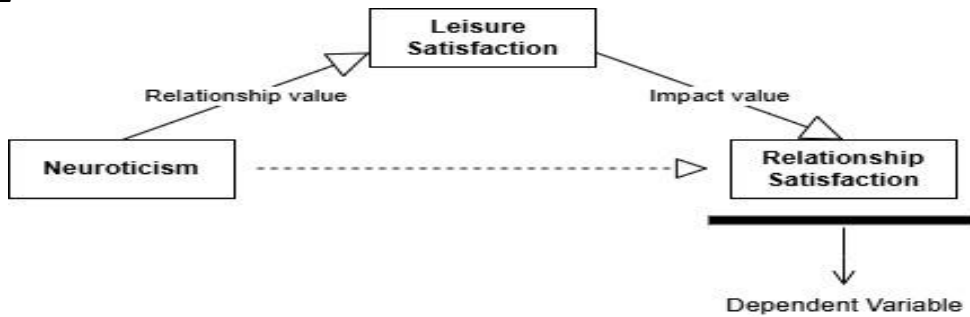 Leisure
Satisfaction
Relationship value
Impact value
Neuroticism
Relationship
Satisfaction
Dependent Variable